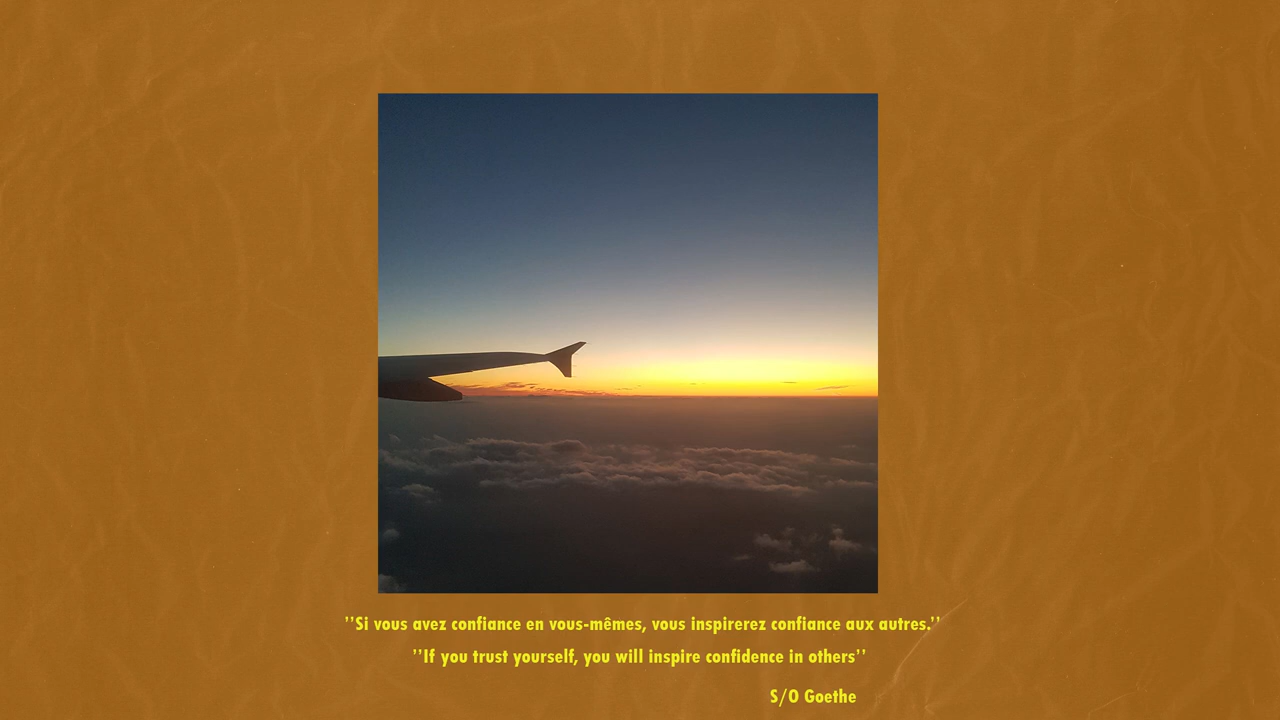 ’’Si vous avez confiance en vous-mêmes, vous inspirerez confiance aux autres.’’
’’If you trust yourself, you will inspire confidence in others’’
S/O Goethe